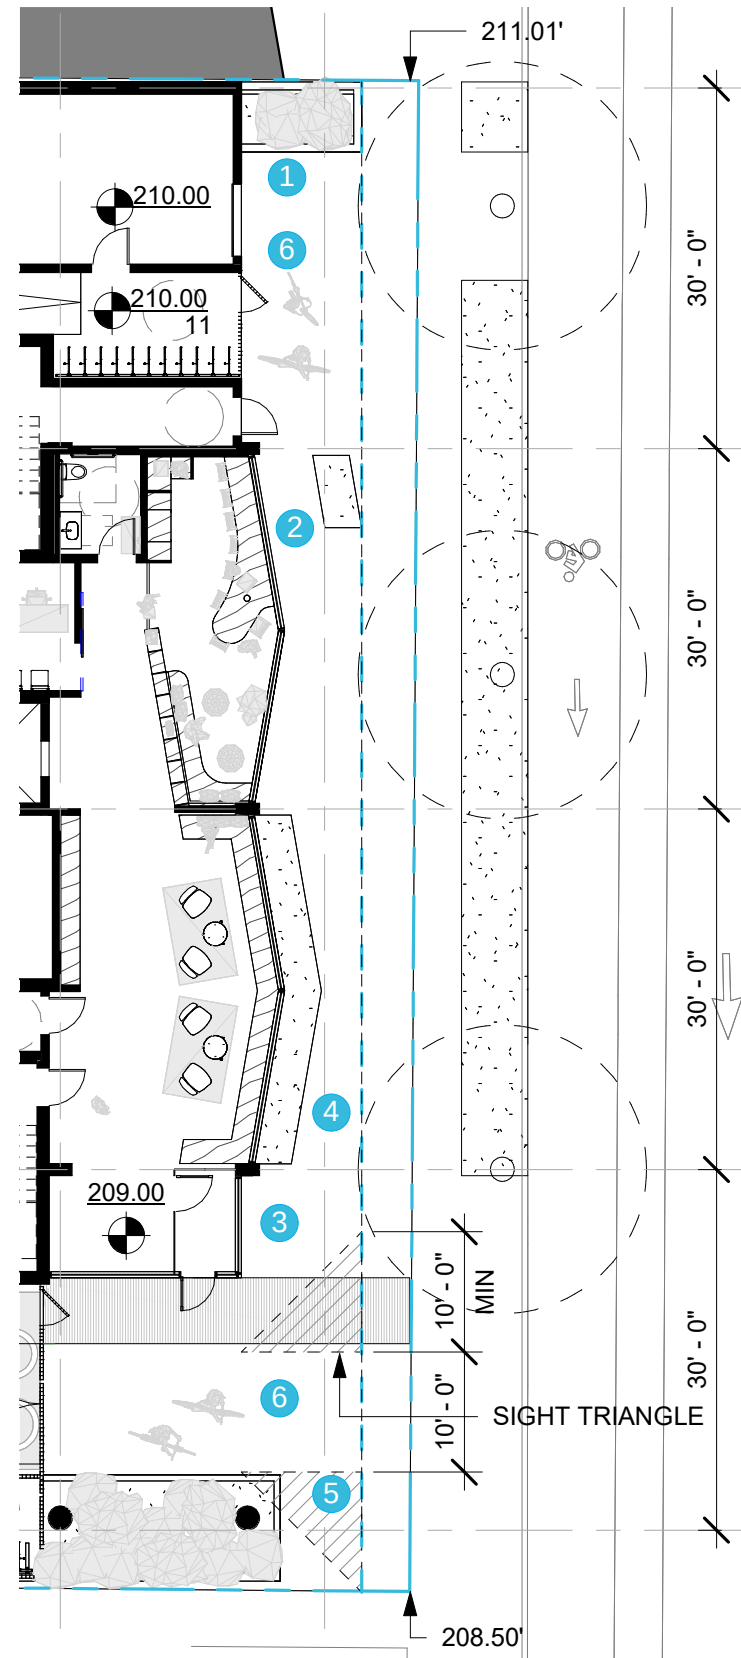 211.01'
1
210.00
6
30' - 0"
210.00
11
2
30' - 0"
30' - 0"
4
209.00
3
10' - 0"
MIN
30' - 0"
6
10' - 0"
SIGHT TRIANGLE
5
208.50'